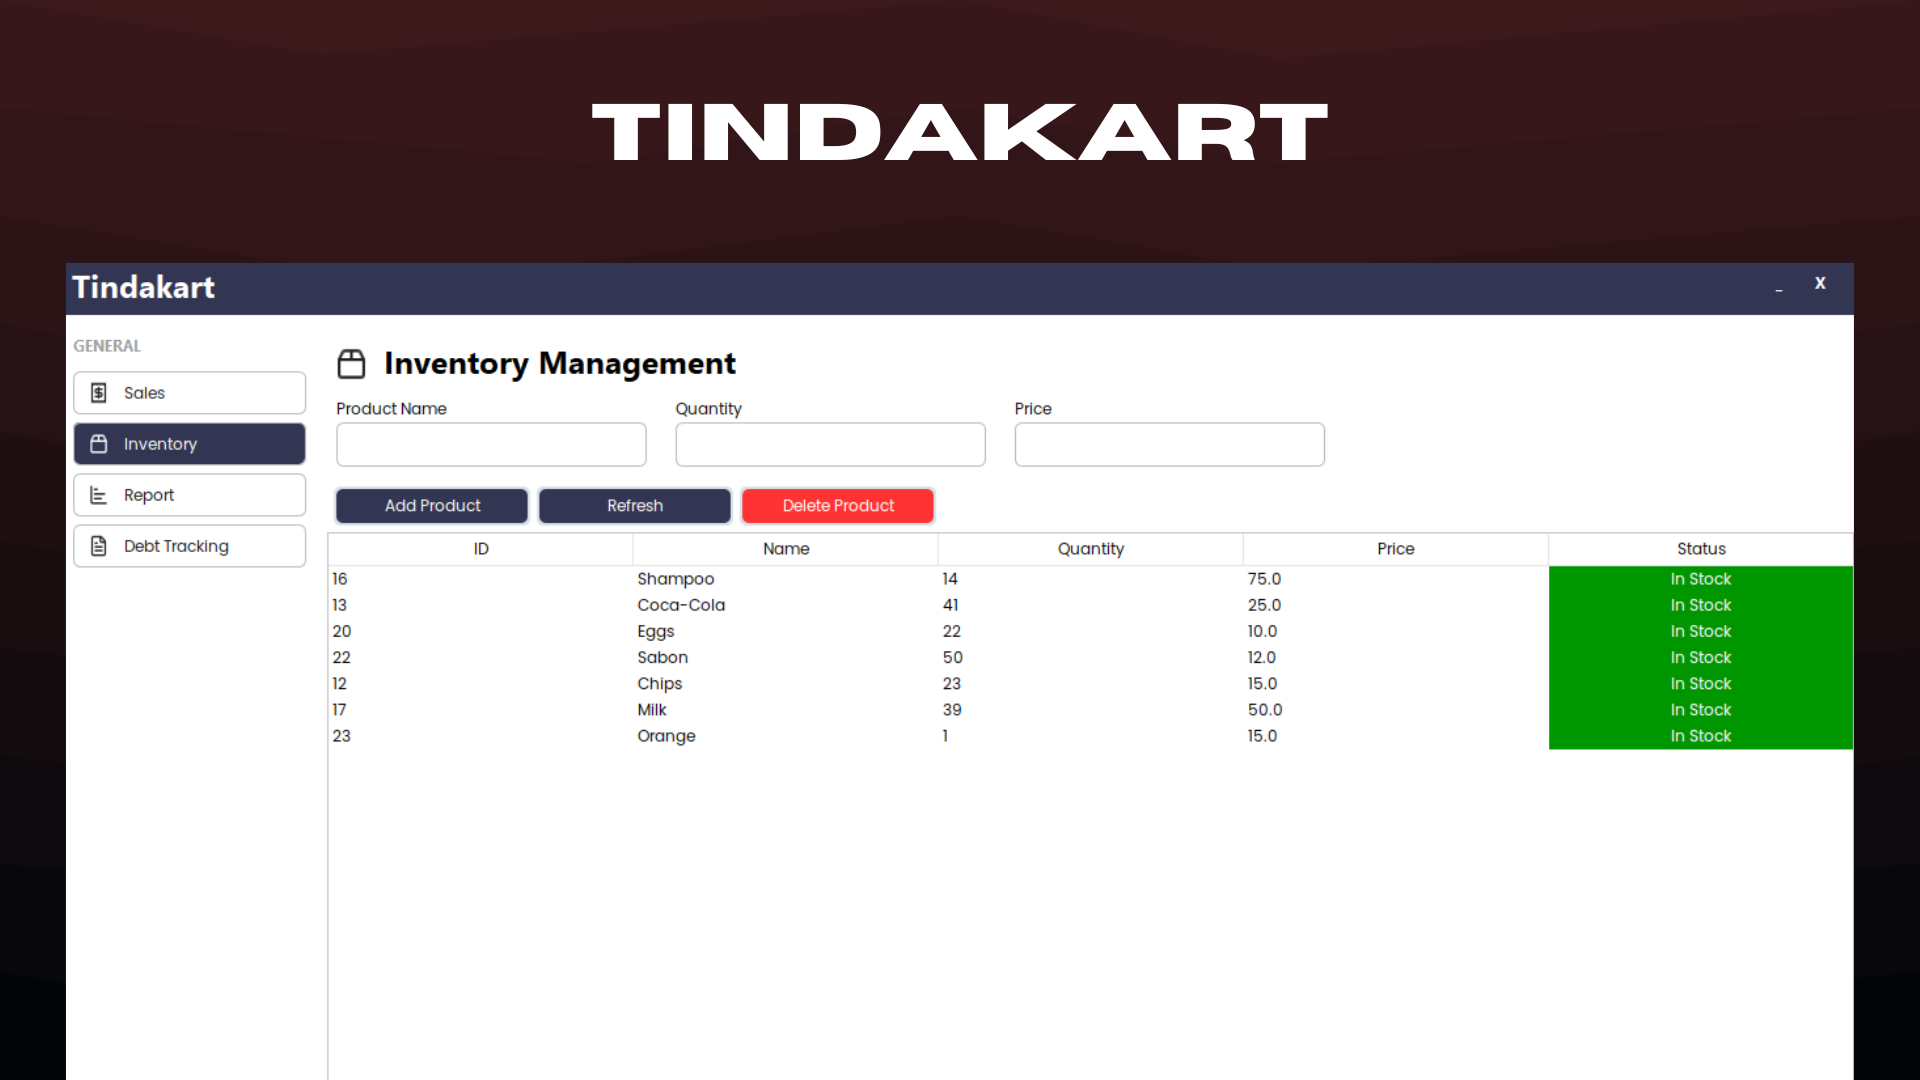 TINDAKART
Tindakart
_ X
GENERAL
Sales
Inventory
Report
Debt Tracking
Inventory Management
Product Name Quantity Price
Add Product Refresh Delete Product
ID Name Quantity Price Status
16 Shampoo 14 75.0 In Stock
13 Coca-Cola 41 25.0 In Stock
20 Eggs 22 10.0 In Stock
22 Sabon 50 12.0 In Stock
12 Chips 23 15.0 In Stock
17 Milk 39 50.0 In Stock
23 Orange 1 15.0 In Stock